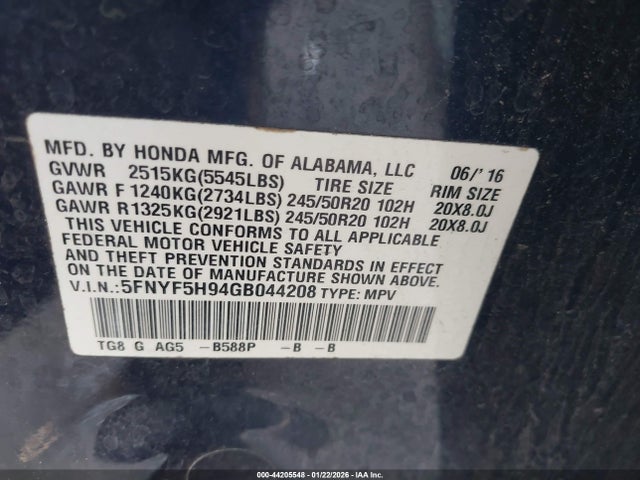 MFD. BY HONDA MFG. OF ALABAMA, LLC 06/'16
GVWR 2515KG(5545LBS) TIRE SIZE RIM SIZE
GAWR F 1240KG(2734LBS) 245/50R20 102H 20X8.0J
GAWR R 1325KG(2921LBS) 245/50R20 102H 20X8.0J
THIS VEHICLE CONFORMS TO ALL APPLICABLE
FEDERAL MOTOR VEHICLE SAFETY
AND THEFT PREVENTION STANDARDS IN EFFECT
ON THE DATE OF MANUFACTURE SHOWN ABOVE.
V.I.N.:5FNYF5H94GB044208 TYPE: MPV
TG8 G AG5 -B588P -B -B
000-44205548 - 01/22/2026 - IAA Inc.